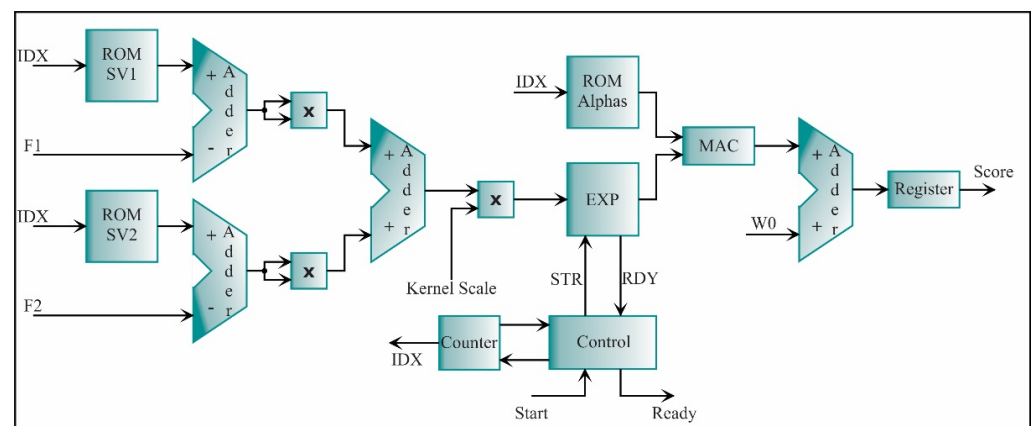 IDX
ROM
SV1
+
Adder
-
F1
x
IDX
ROM
SV2
+
Adder
-
F2
x
+
Adder
+
x
Kernel Scale
IDX
ROM
Alphas
EXP
MAC
STR
RDY
+
Adder
+
W0
Register
Score
IDX
Counter
Control
Start
Ready